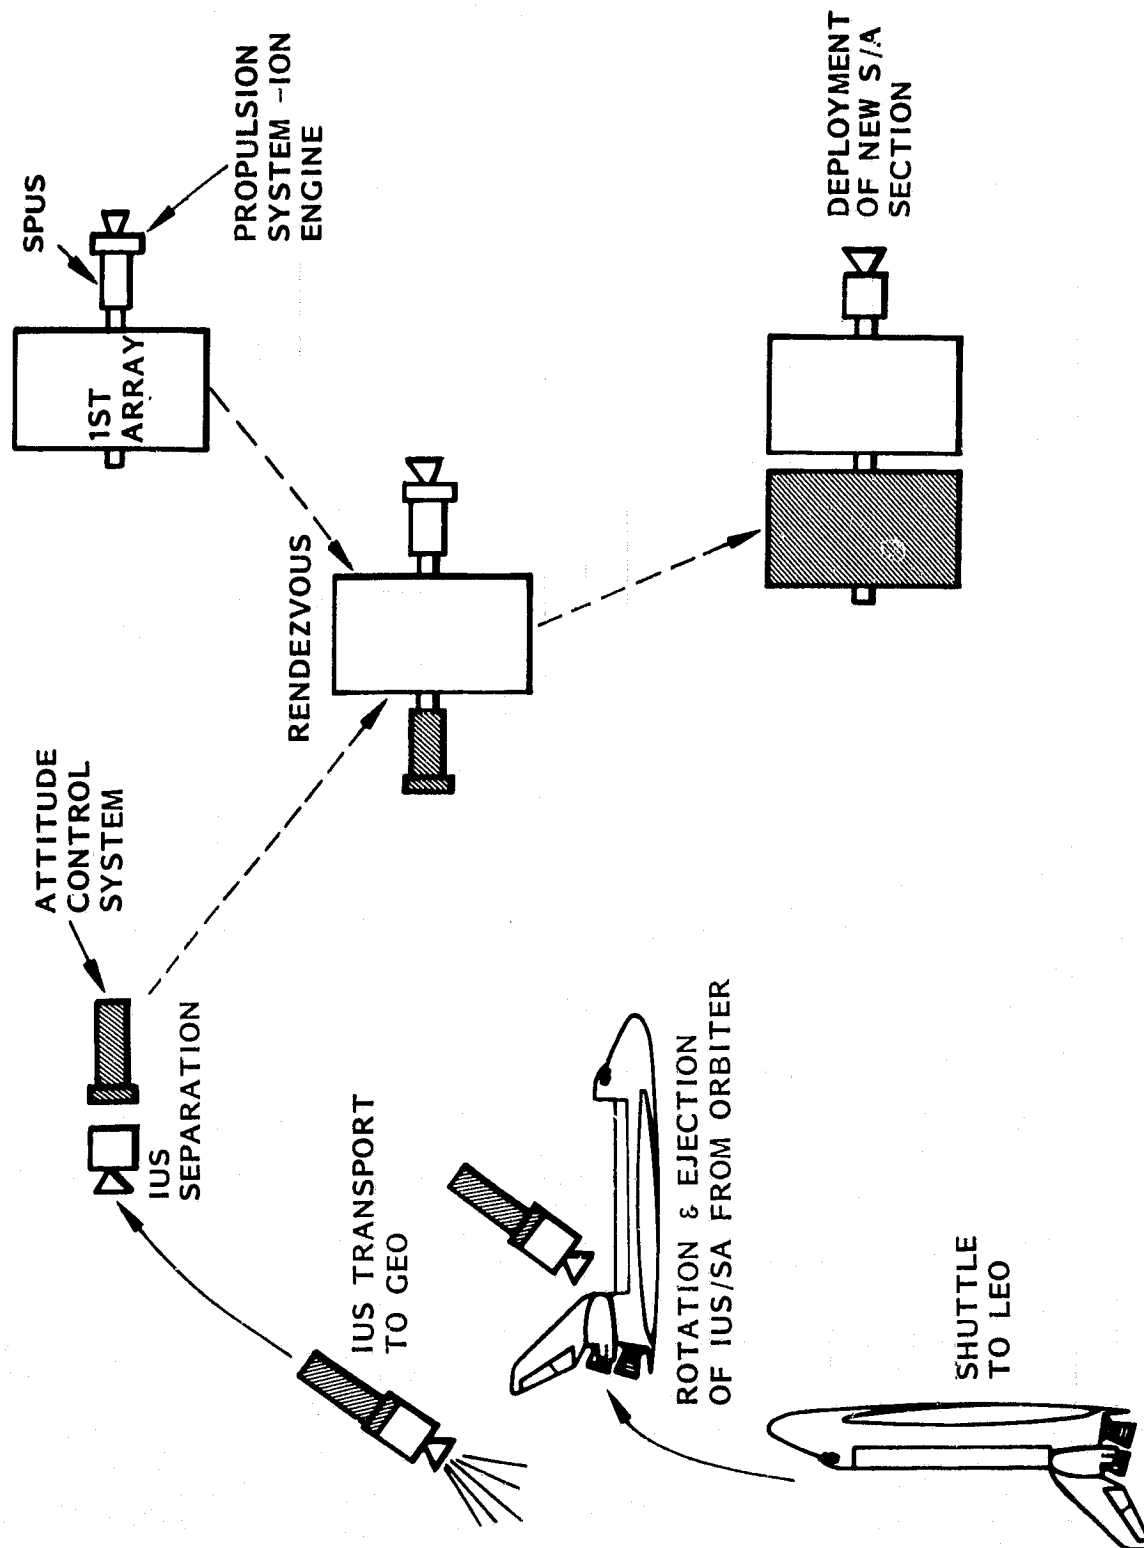 SHUTTLE
TO LEO
ROTATION & EJECTION
OF IUS/SA FROM ORBITER
IUS TRANSPORT
TO GEO
IUS
SEPARATION
ATTITUDE
CONTROL
SYSTEM
RENDEZVOUS
1ST
ARRAY
SPUS
PROPULSION
SYSTEM -ION
ENGINE
DEPLOYMENT
OF NEW S/A
SECTION